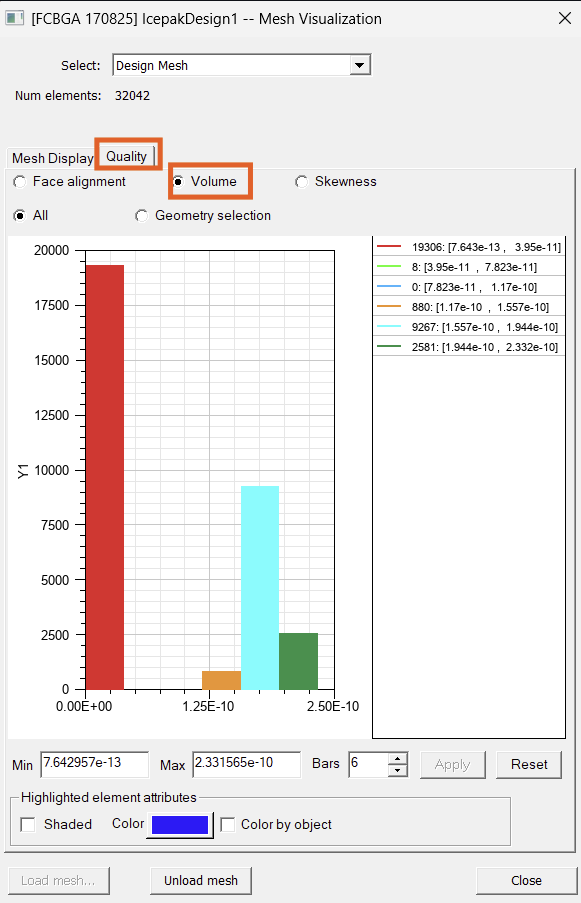 [FCBGA 170825] IcepakDesign1 -- Mesh Visualization
Select: Design Mesh
Num elements: 32042
Mesh Display Quality
Face alignment Volume Skewness
All Geometry selection
20000
17500
15000
12500
10000
7500
5000
2500
0
Y1
0.00E+00 1.25E-10 2.50E-10
19306: [7.643e-13 , 3.95e-11]
8: [3.95e-11 , 7.823e-11]
0: [7.823e-11 , 1.17e-10]
880: [1.17e-10 , 1.557e-10]
9267: [1.557e-10 , 1.944e-10]
2581: [1.944e-10 , 2.332e-10]
Min 7.642957e-13 Max 2.331565e-10 Bars 6 Apply Reset
Highlighted element attributes
Shaded Color Color by object
Load mesh... Unload mesh Close